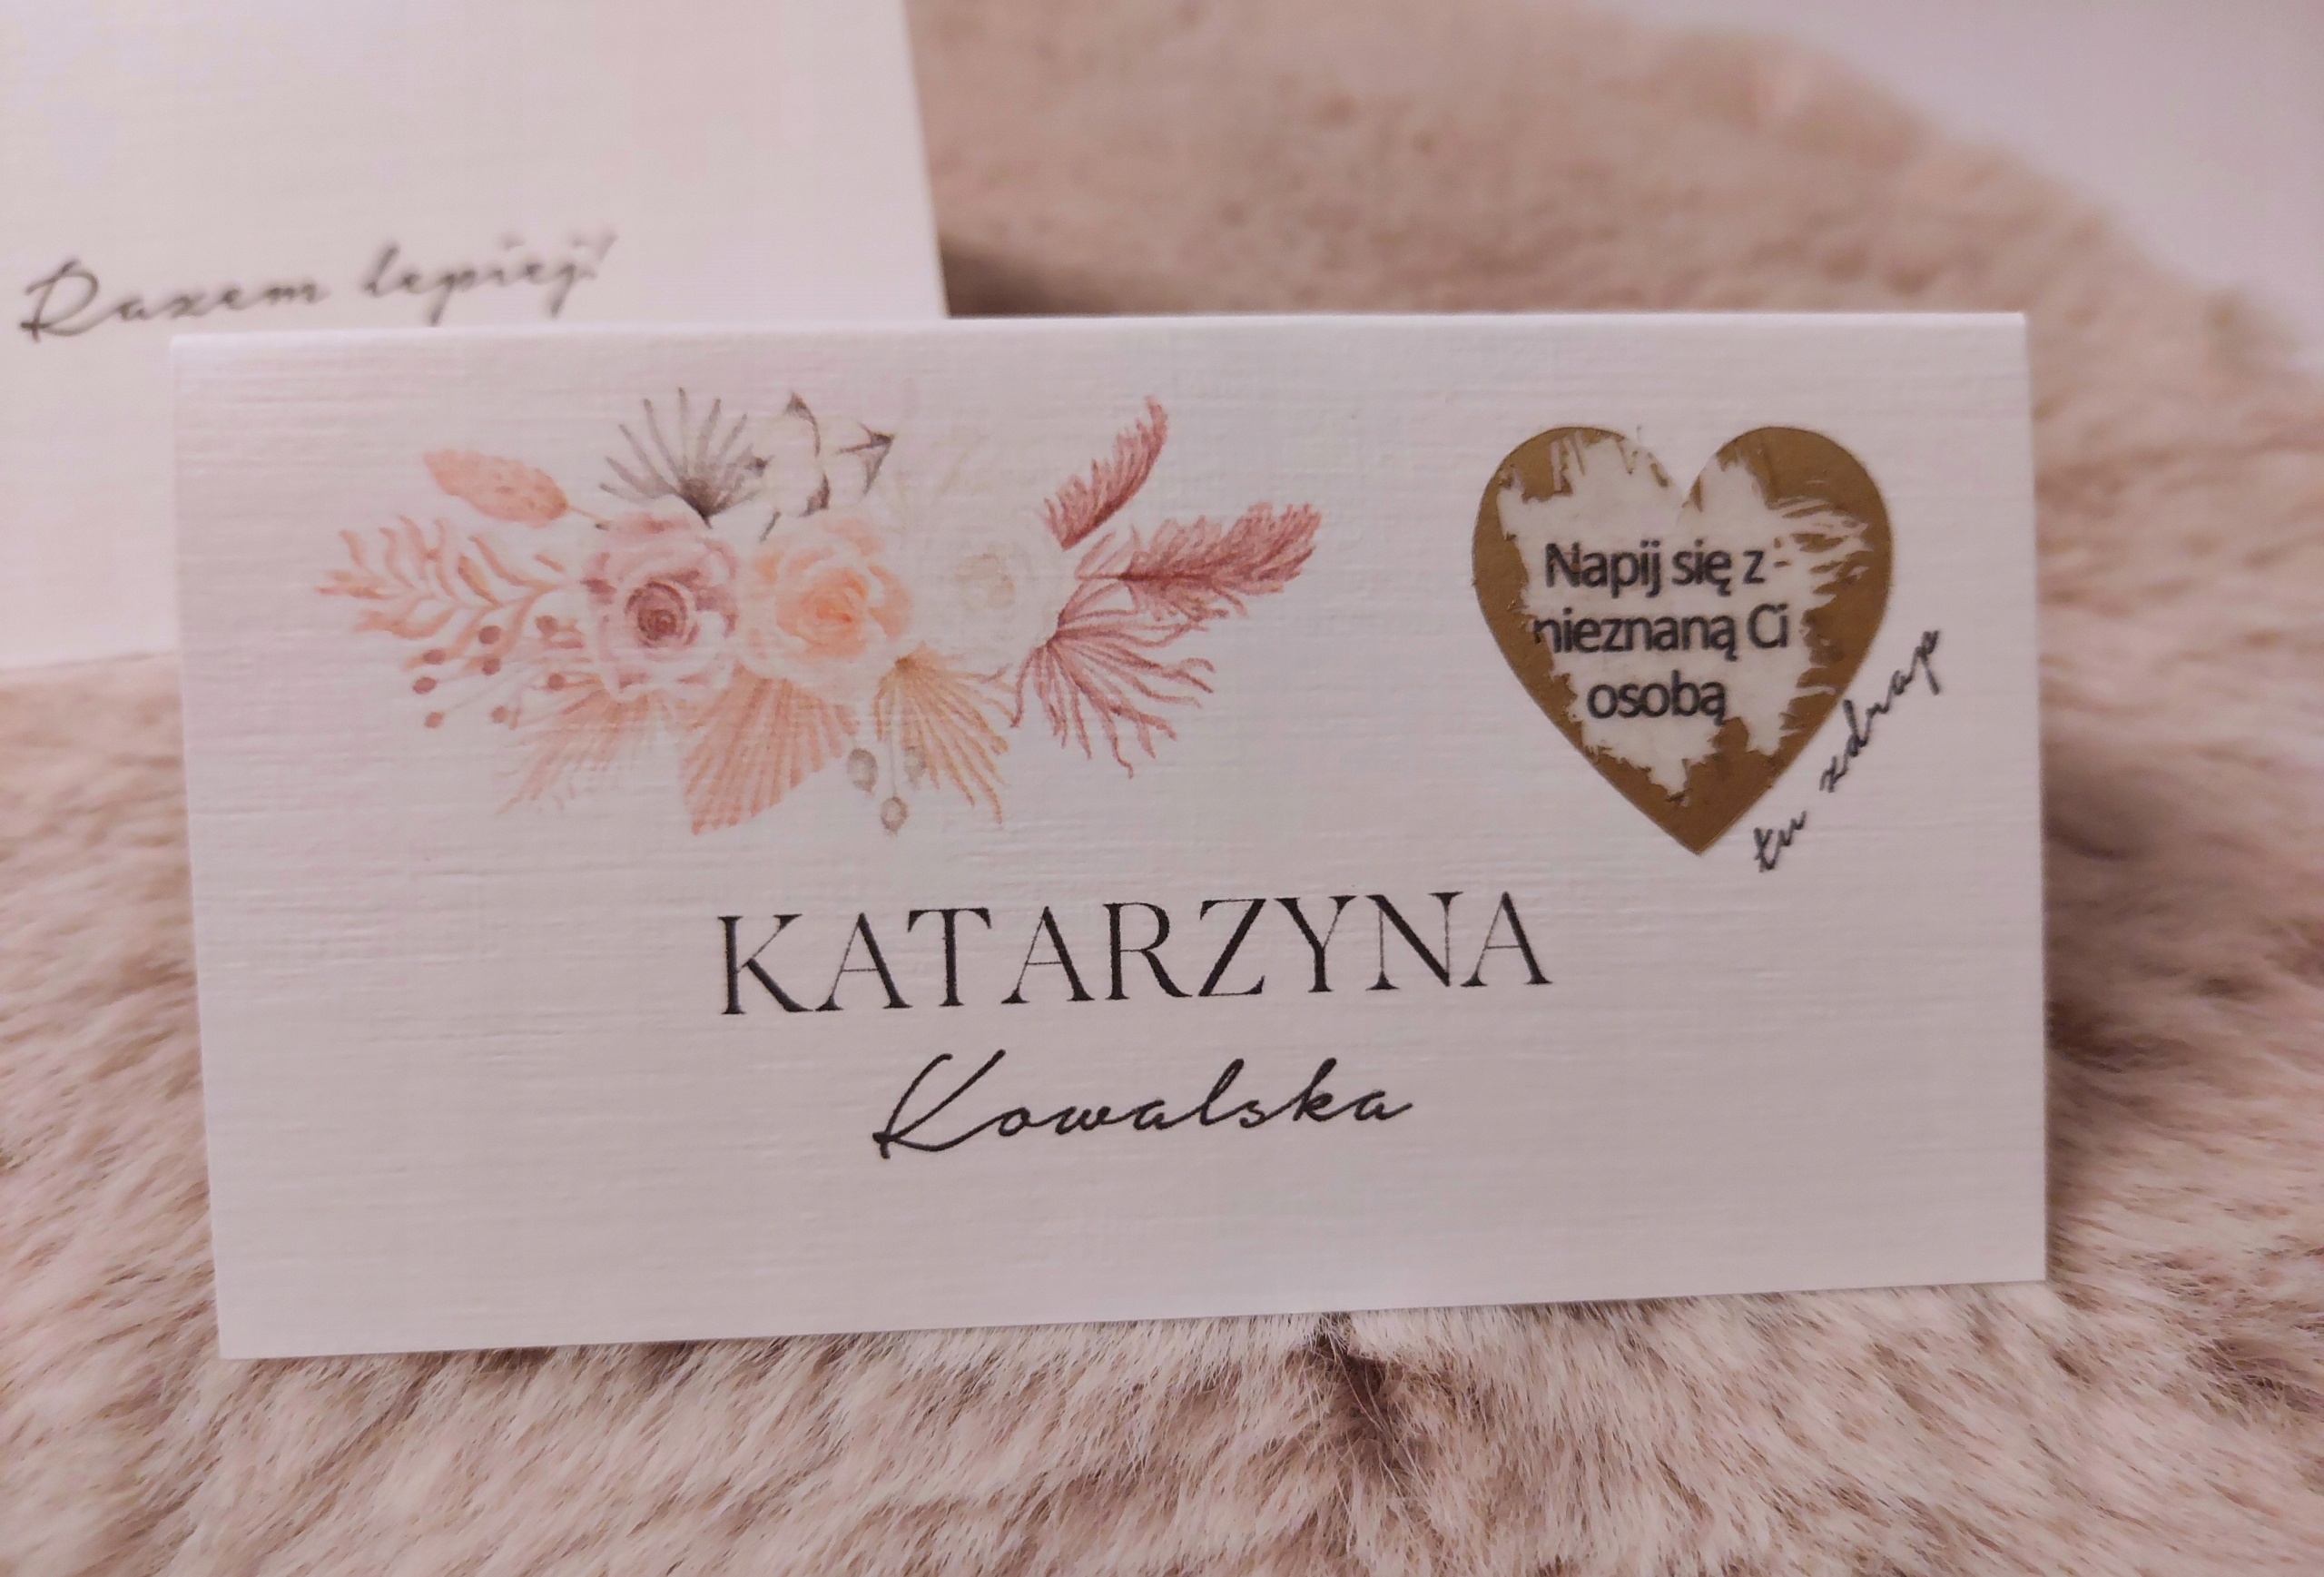 Razem lepiej!
Napij się z
nieznaną Ci
osobą
tu zdrap
KATARZYNA
Kowalska